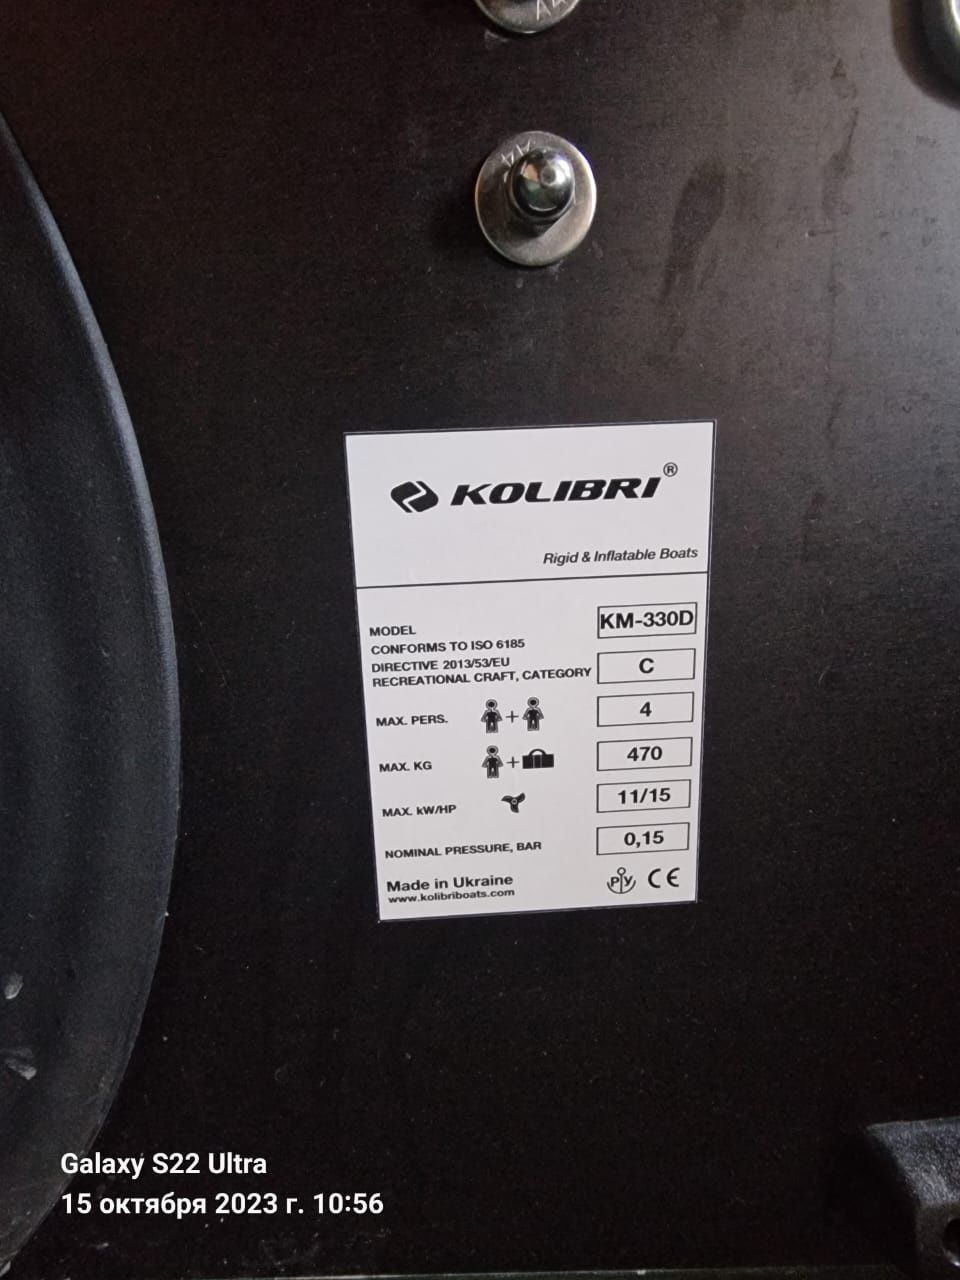 KOLIBRI®
Rigid & Inflatable Boats
MODEL KM-330D
CONFORMS TO ISO 6185
DIRECTIVE 2013/53/EU
RECREATIONAL CRAFT, CATEGORY C
MAX. PERS. + 4
MAX. KG + 470
MAX. kW/HP 11/15
NOMINAL PRESSURE, BAR 0,15
Made in Ukraine РУ CE
www.kolibriboats.com
Galaxy S22 Ultra
15 октября 2023 г. 10:56